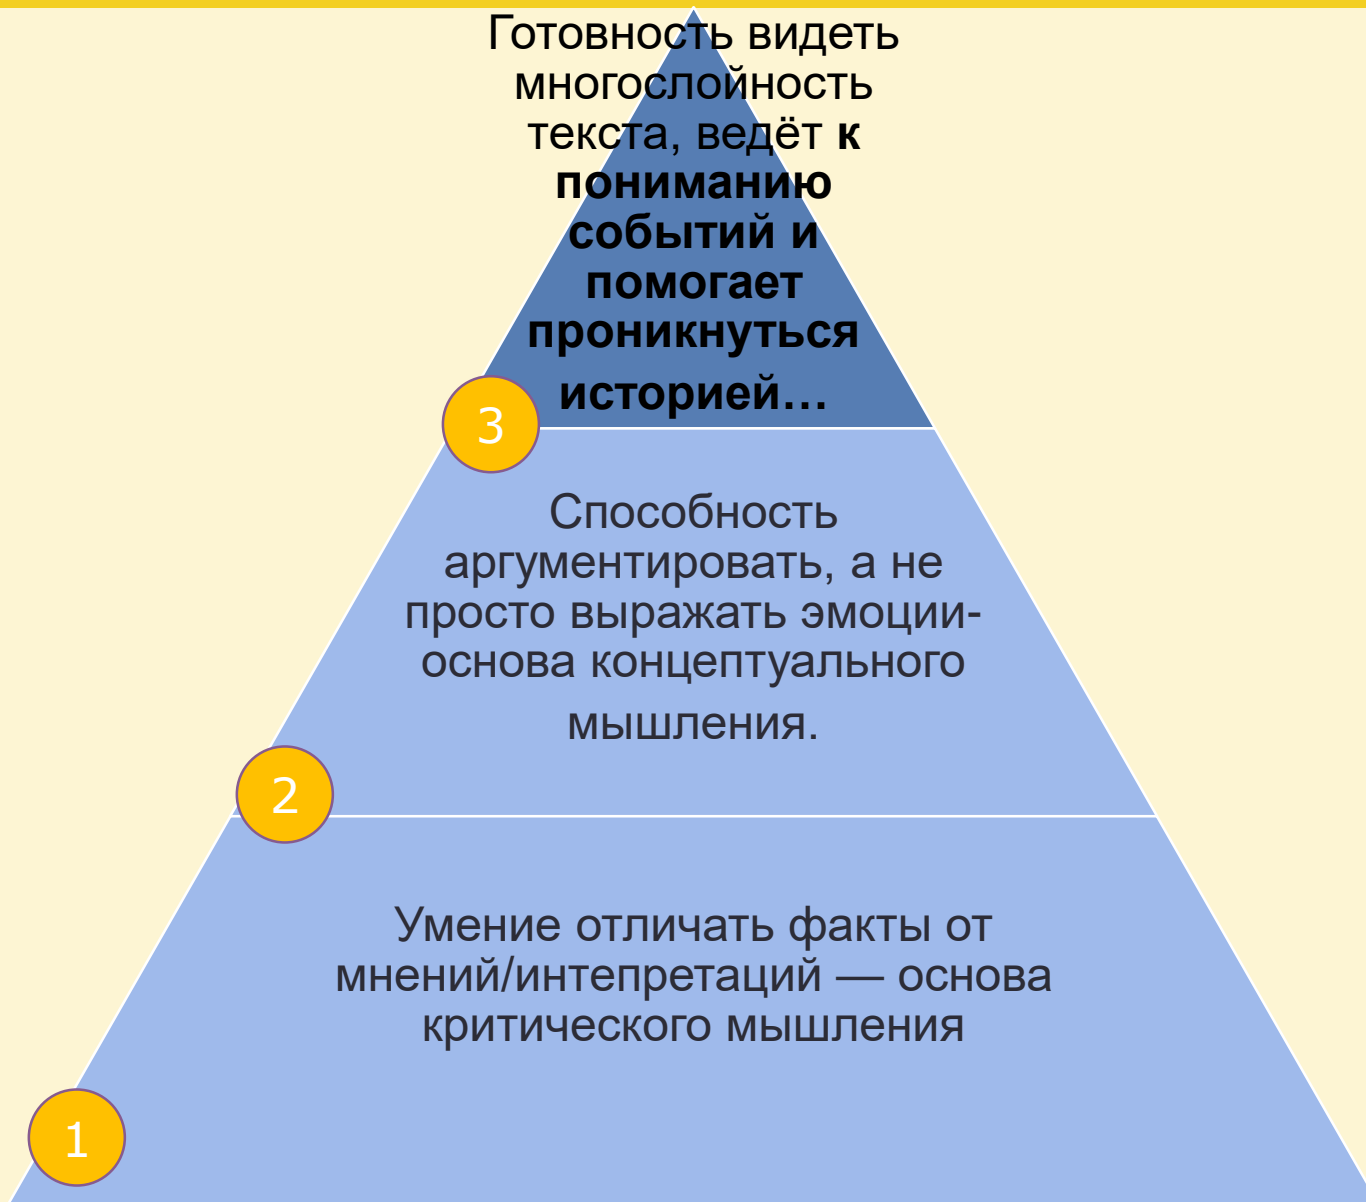 Готовность видеть
многослойность
текста, ведёт к
пониманию
событий и
помогает
проникнуться
историей…
3
Способность
аргументировать, а не
просто выражать эмоции-
основа концептуального
мышления.
2
Умение отличать факты от
мнений/интепретаций — основа
критического мышления
1